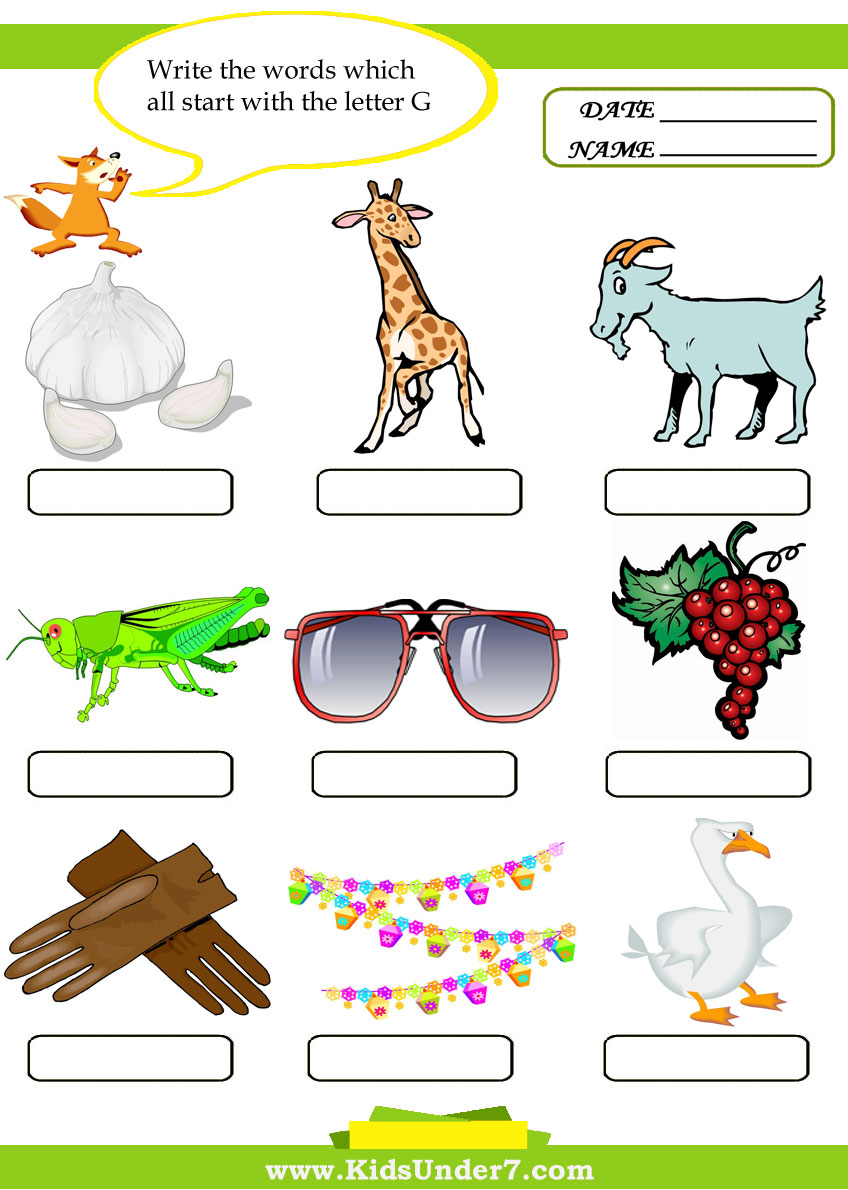 Write the words which
all start with the letter G
DATE
NAME
www.KidsUnder7.com